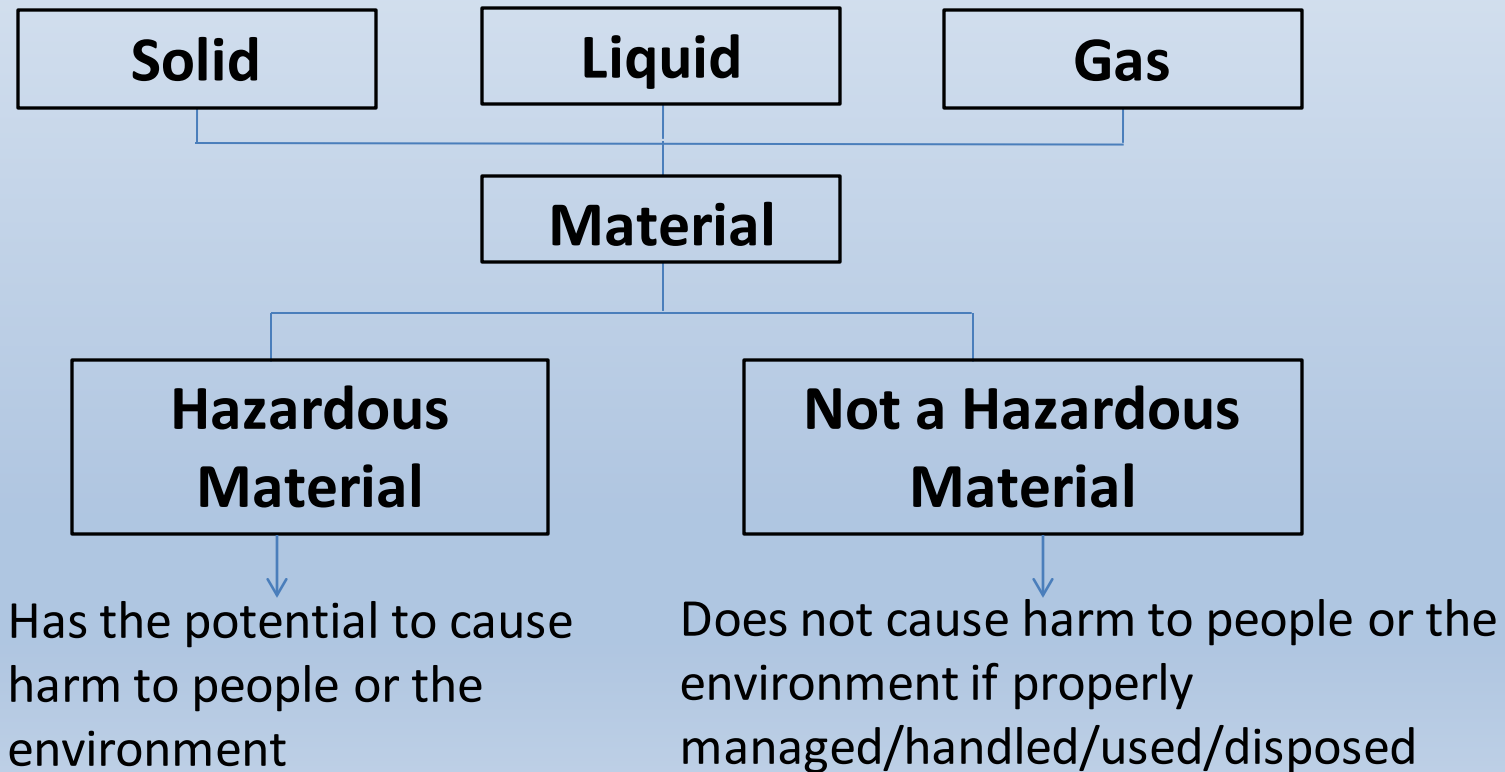 Solid
Liquid
Gas
Material
Hazardous
Material
Not a Hazardous
Material
Has the potential to cause
harm to people or the
environment
Does not cause harm to people or the
environment if properly
managed/handled/used/disposed